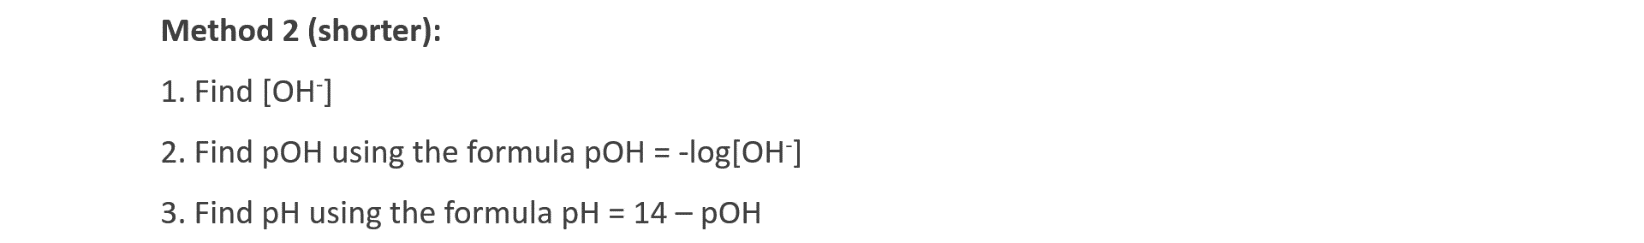 Method 2 (shorter):
1. Find [OH⁻]
2. Find pOH using the formula pOH = -log[OH⁻]
3. Find pH using the formula pH = 14 – pOH